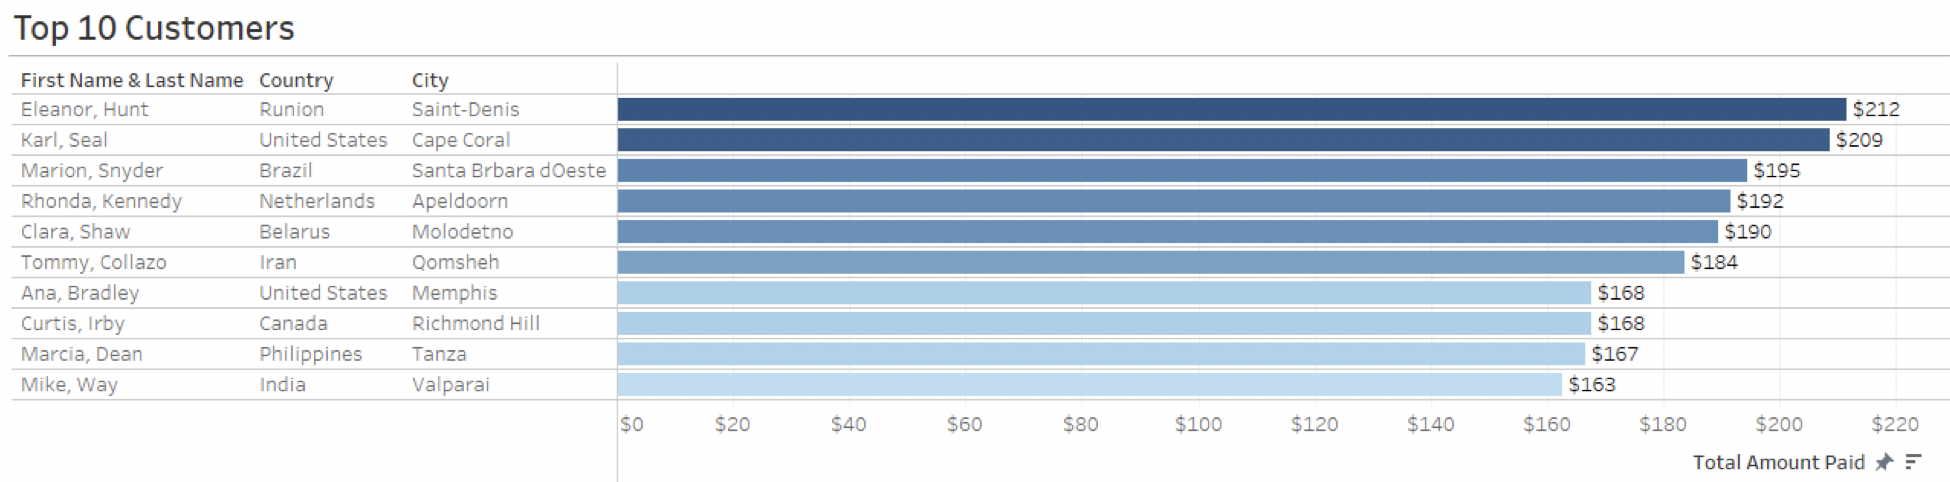 Top 10 Customers
First Name & Last Name Country City
Eleanor, Hunt Runion Saint-Denis $212
Karl, Seal United States Cape Coral $209
Marion, Snyder Brazil Santa Brbara dOeste $195
Rhonda, Kennedy Netherlands Apeldoorn $192
Clara, Shaw Belarus Molodetno $190
Tommy, Collazo Iran Qomsheh $184
Ana, Bradley United States Memphis $168
Curtis, Irby Canada Richmond Hill $168
Marcia, Dean Philippines Tanza $167
Mike, Way India Valparai $163
$0 $20 $40 $60 $80 $100 $120 $140 $160 $180 $200 $220
Total Amount Paid